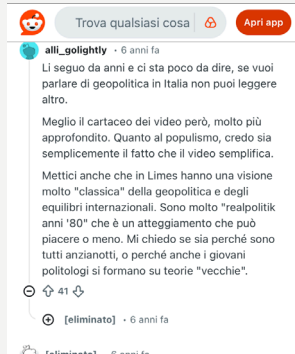 Trova qualsiasi cosa
Apri app
alli_golightly • 6 anni fa
Li seguo da anni e ci sta poco da dire, se vuoi
parlare di geopolitica in Italia non puoi leggere
altro.
Meglio il cartaceo dei video però, molto più
approfondito. Quanto al populismo, credo sia
semplicemente il fatto che il video semplifica.
Mettici anche che in Limes hanno una visione
molto "classica" della geopolitica e degli
equilibri internazionali. Sono molto "realpolitik
anni '80" che è un atteggiamento che può
piacere o meno. Mi chiedo se sia perché sono
tutti anzianotti, o perché anche i giovani
politologi si formano su teorie "vecchie".
41
[eliminato] • 6 anni fa
[eliminato] 6 anni fa